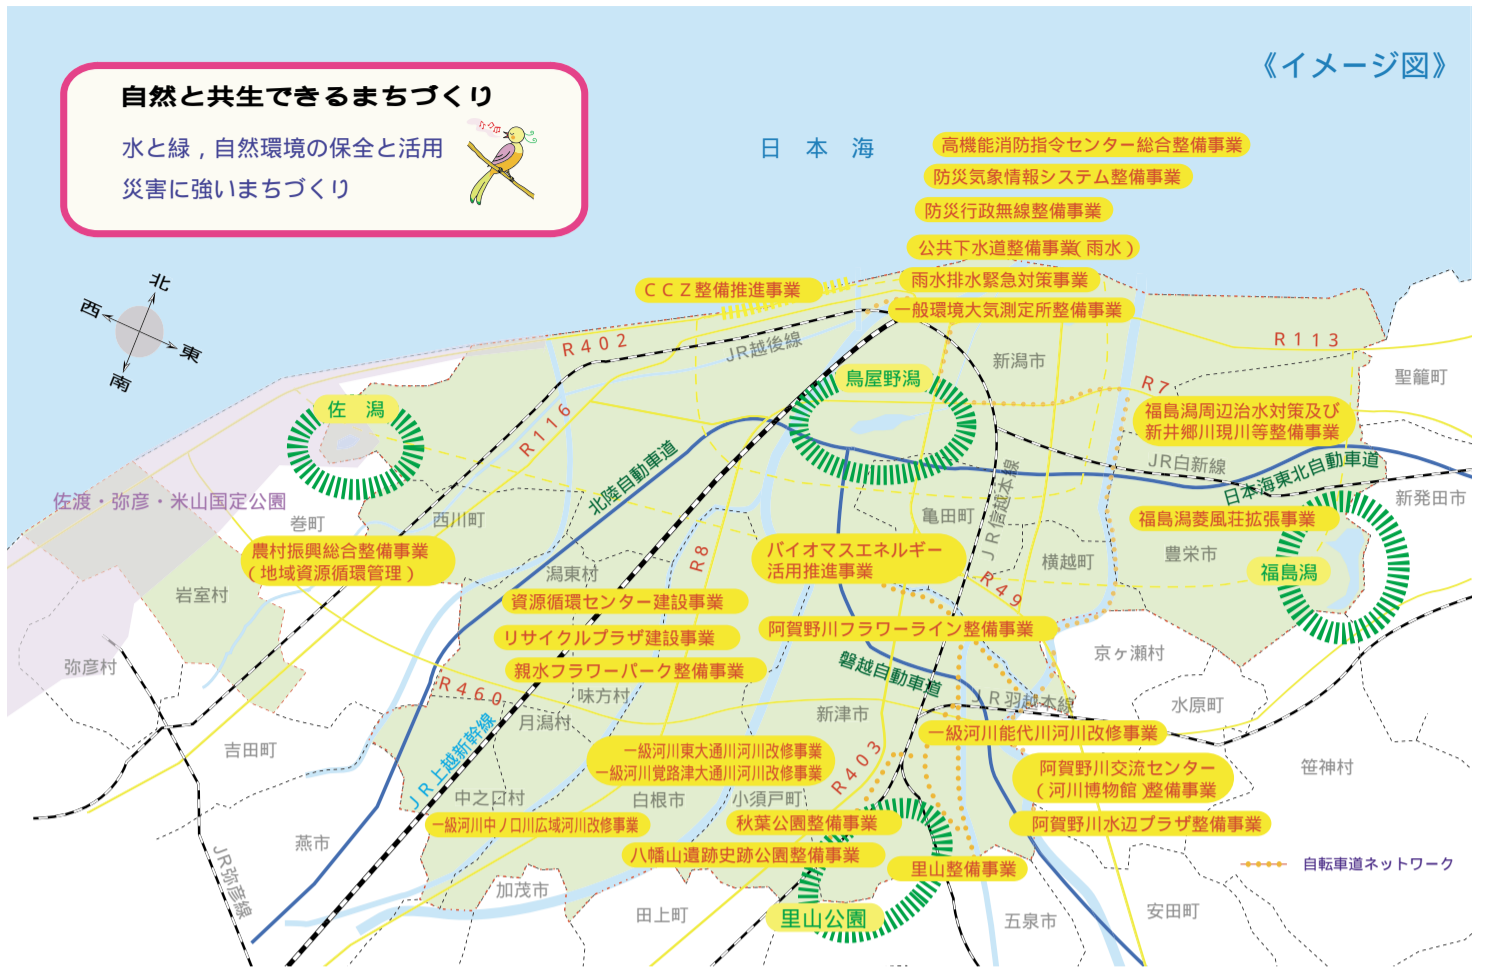 《イメージ図》
自然と共生できるまちづくり
水と緑，自然環境の保全と活用
災害に強いまちづくり
日本海
高機能消防指令センター総合整備事業
防災気象情報システム整備事業
防災行政無線整備事業
公共下水道整備事業（雨水）
雨水排水緊急対策事業
一般環境大気測定所整備事業
ＣＣＺ整備推進事業
北
西
東
南
R402
JR越後線
新潟市
R113
聖籠町
鳥屋野潟
R7
佐潟
R116
福島潟周辺治水対策及び
新井郷川現川等整備事業
JR白新線
日本海東北自動車道
北陸自動車道
佐渡・弥彦・米山国定公園
巻町
西川町
亀田町
JR信越本線
新発田市
福島潟菱風荘拡張事業
農村振興総合整備事業
（地域資源循環管理）
R8
バイオマスエネルギー
活用推進事業
横越町
豊栄市
福島潟
潟東村
岩室村
R49
資源循環センター建設事業
リサイクルプラザ建設事業
阿賀野川フラワーライン整備事業
親水フラワーパーク整備事業
弥彦村
磐越自動車道
京ヶ瀬村
R460
味方村
月潟村
新津市
JR羽越本線
水原町
JR上越新幹線
吉田町
一級河川能代川河川改修事業
一級河川東大通川河川改修事業
一級河川覚路津大通川河川改修事業
R403
阿賀野川交流センター
（河川博物館）整備事業
笹神村
中之口村
白根市
小須戸町
一級河川中ノ口川広域河川改修事業
秋葉公園整備事業
阿賀野川水辺プラザ整備事業
燕市
八幡山遺跡史跡公園整備事業
里山整備事業
自転車道ネットワーク
JR弥彦線
加茂市
田上町
里山公園
五泉市
安田町